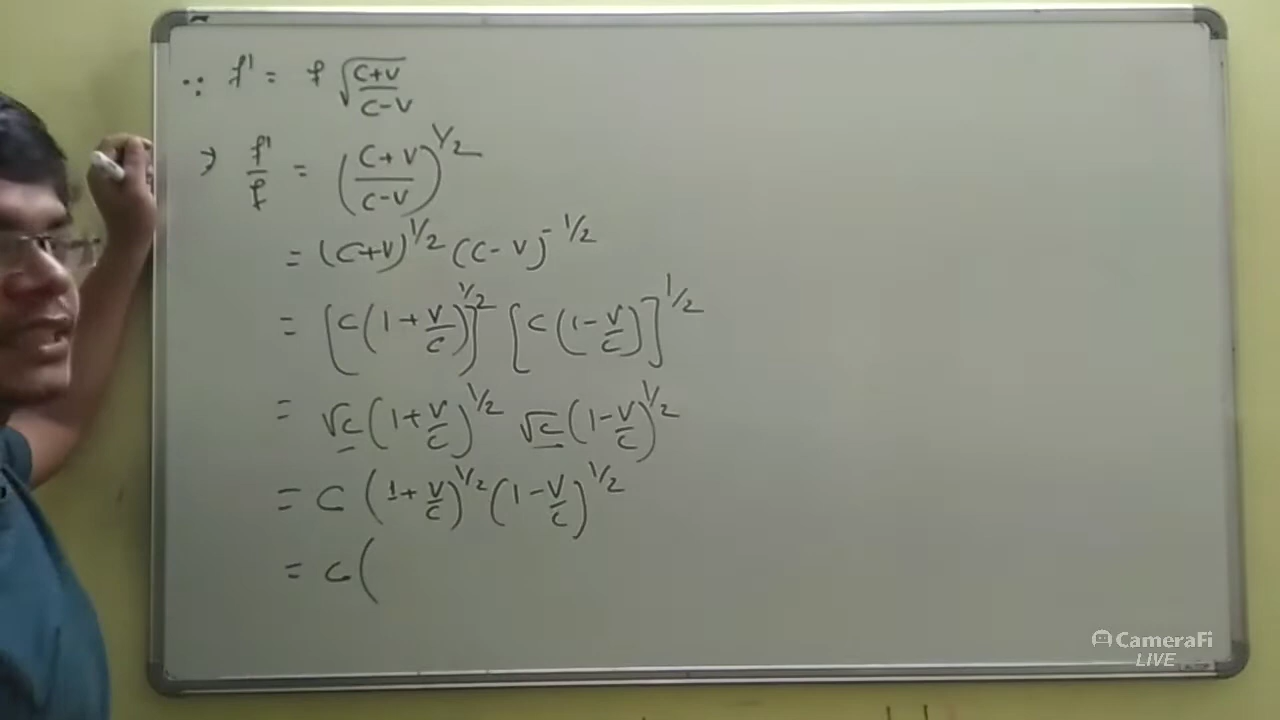 ∵ f' = f √(C+V / C-V)
⇒ f'/f = (C+V / C-V)^1/2
= (C+V)^1/2 (C-V)^-1/2
= [C(1+V/C)]^1/2 [C(1-V/C)]^1/2
= √C (1+V/C)^1/2 √C (1-V/C)^1/2
= C (1+V/C)^1/2 (1-V/C)^1/2
= C (
CameraFi
LIVE